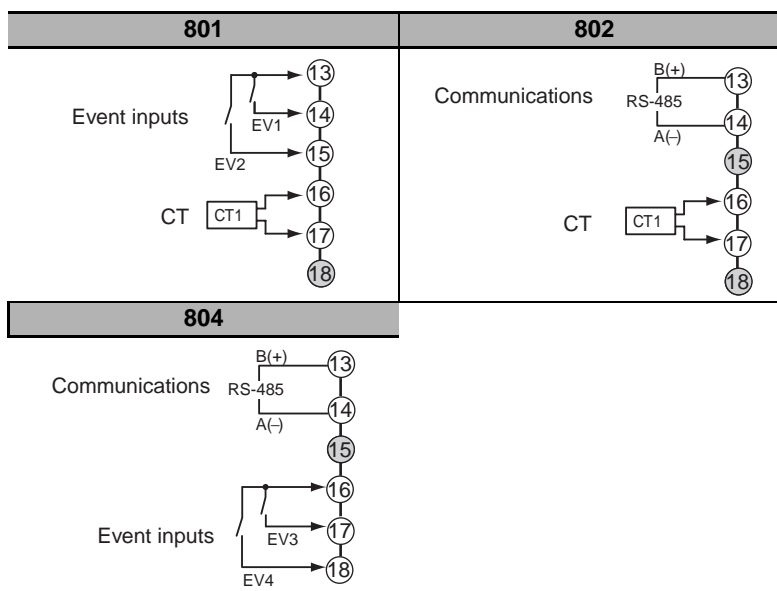 801
13
Event inputs
14
EV1
15
EV2
16
CT CT1
17
18
802
B(+)
13
Communications RS-485
14
A(–)
15
16
CT CT1
17
18
804
B(+)
13
Communications RS-485
14
A(–)
15
16
Event inputs EV3 17
EV4 18